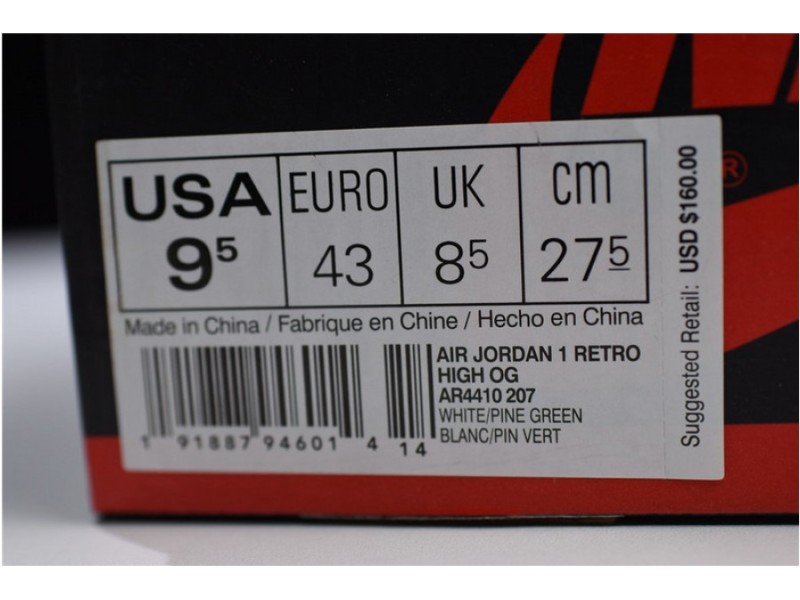 USA EURO UK cm
9⁵ 43 8⁵ 27⁵
Made in China / Fabrique en Chine / Hecho en China
AIR JORDAN 1 RETRO
HIGH OG
AR4410 207
WHITE/PINE GREEN
BLANC/PIN VERT
1 91887 94601 4 14
Suggested Retail: USD $160.00
®